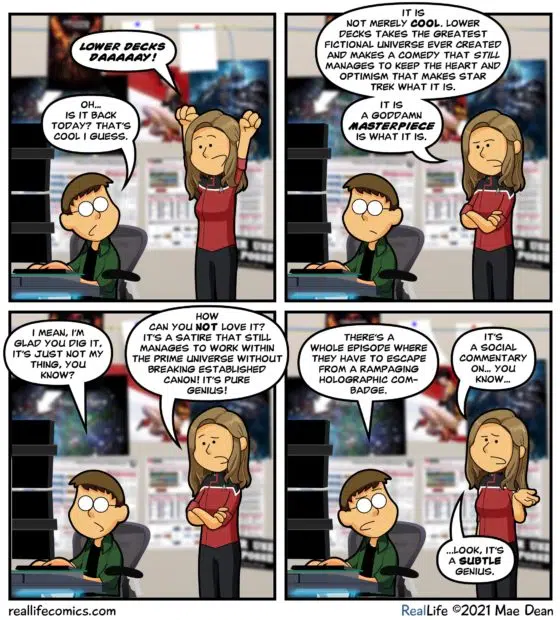 LOWER DECKS
DAAAAAY!
OH...
IS IT BACK
TODAY? THAT'S
COOL I GUESS.
IT IS
NOT MERELY COOL. LOWER
DECKS TAKES THE GREATEST
FICTIONAL UNIVERSE EVER CREATED
AND MAKES A COMEDY THAT STILL
MANAGES TO KEEP THE HEART AND
OPTIMISM THAT MAKES STAR
TREK WHAT IT IS.
IT IS
A GODDAMN
MASTERPIECE
IS WHAT IT IS.
I MEAN, I'M
GLAD YOU DIG IT,
IT'S JUST NOT MY
THING, YOU
KNOW?
HOW
CAN YOU NOT LOVE IT?
IT'S A SATIRE THAT STILL
MANAGES TO WORK WITHIN
THE PRIME UNIVERSE WITHOUT
BREAKING ESTABLISHED
CANON! IT'S PURE
GENIUS!
THERE'S A
WHOLE EPISODE WHERE
THEY HAVE TO ESCAPE
FROM A RAMPAGING
HOLOGRAPHIC COM-
BADGE.
IT'S
A SOCIAL
COMMENTARY
ON... YOU
KNOW...
...LOOK, IT'S
A SUBTLE
GENIUS.
reallifecomics.com
RealLife ©2021 Mae Dean